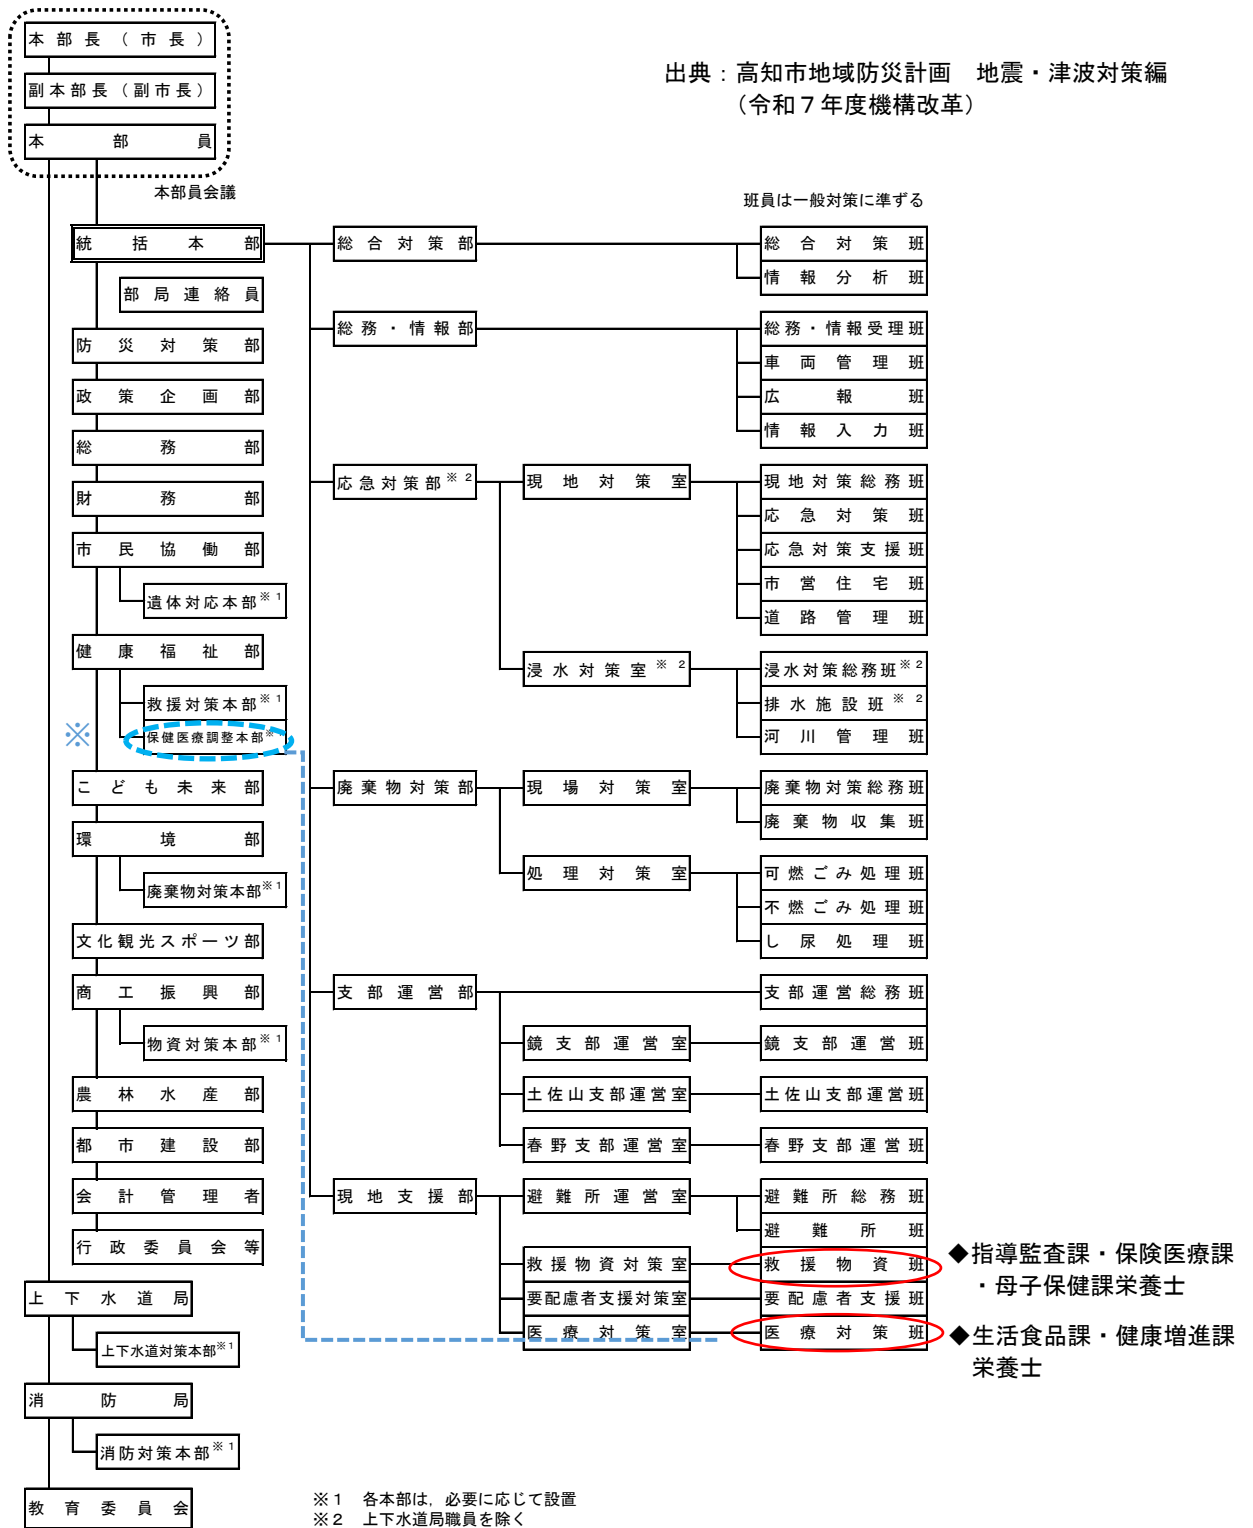 本部長（市長）
副本部長（副市長）
本部員
本部員会議
出典：高知市地域防災計画　地震・津波対策編
（令和７年度機構改革）
班員は一般対策に準ずる
統括本部
部局連絡員
防災対策部
政策企画部
総務部
財務部
市民協働部
遺体対応本部※１
健康福祉部
救援対策本部※１
※
保健医療調整本部※
こども未来部
環境部
廃棄物対策本部※１
文化観光スポーツ部
商工振興部
物資対策本部※１
農林水産部
都市建設部
会計管理者
行政委員会等
上下水道局
上下水道対策本部※１
消防局
消防対策本部※１
教育委員会
総合対策部
総合対策班
情報分析班
総務・情報部
総務・情報受理班
車両管理班
広報班
情報入力班
応急対策部※２
現地対策室
現地対策総務班
応急対策班
応急対策支援班
市営住宅班
道路管理班
浸水対策室※２
浸水対策総務班※２
排水施設班※２
河川管理班
廃棄物対策部
現場対策室
廃棄物対策総務班
廃棄物収集班
処理対策室
可燃ごみ処理班
不燃ごみ処理班
し尿処理班
支部運営部
支部運営総務班
鏡支部運営室
鏡支部運営班
土佐山支部運営室
土佐山支部運営班
春野支部運営室
春野支部運営班
現地支援部
避難所運営室
避難所総務班
避難所班
救援物資対策室
救援物資班
◆指導監査課・保険医療課
・母子保健課栄養士
要配慮者支援対策室
要配慮者支援班
医療対策室
医療対策班
◆生活食品課・健康増進課
栄養士
※１　各本部は，必要に応じて設置
※２　上下水道局職員を除く